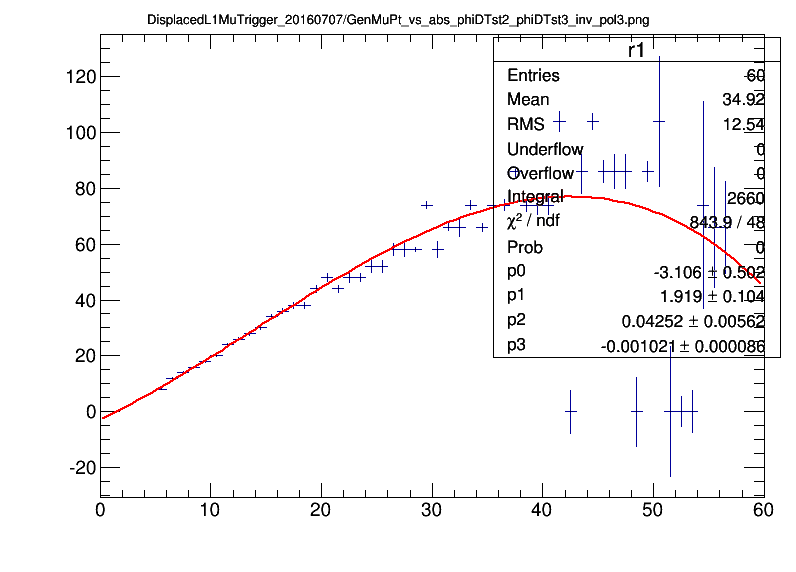 DisplacedL1MuTrigger_20160707/GenMuPt_vs_abs_phiDTst2_phiDTst3_inv_pol3.png
r1
Entries 60
Mean 34.92
RMS 12.54
Underflow 0
Overflow 0
Integral 2660
χ² / ndf 843.9 / 48
Prob 0
p0 -3.106 ± 0.502
p1 1.919 ± 0.104
p2 0.04252 ± 0.00562
p3 -0.001021 ± 0.000086
120
100
80
60
40
20
0
-20
0 10 20 30 40 50 60